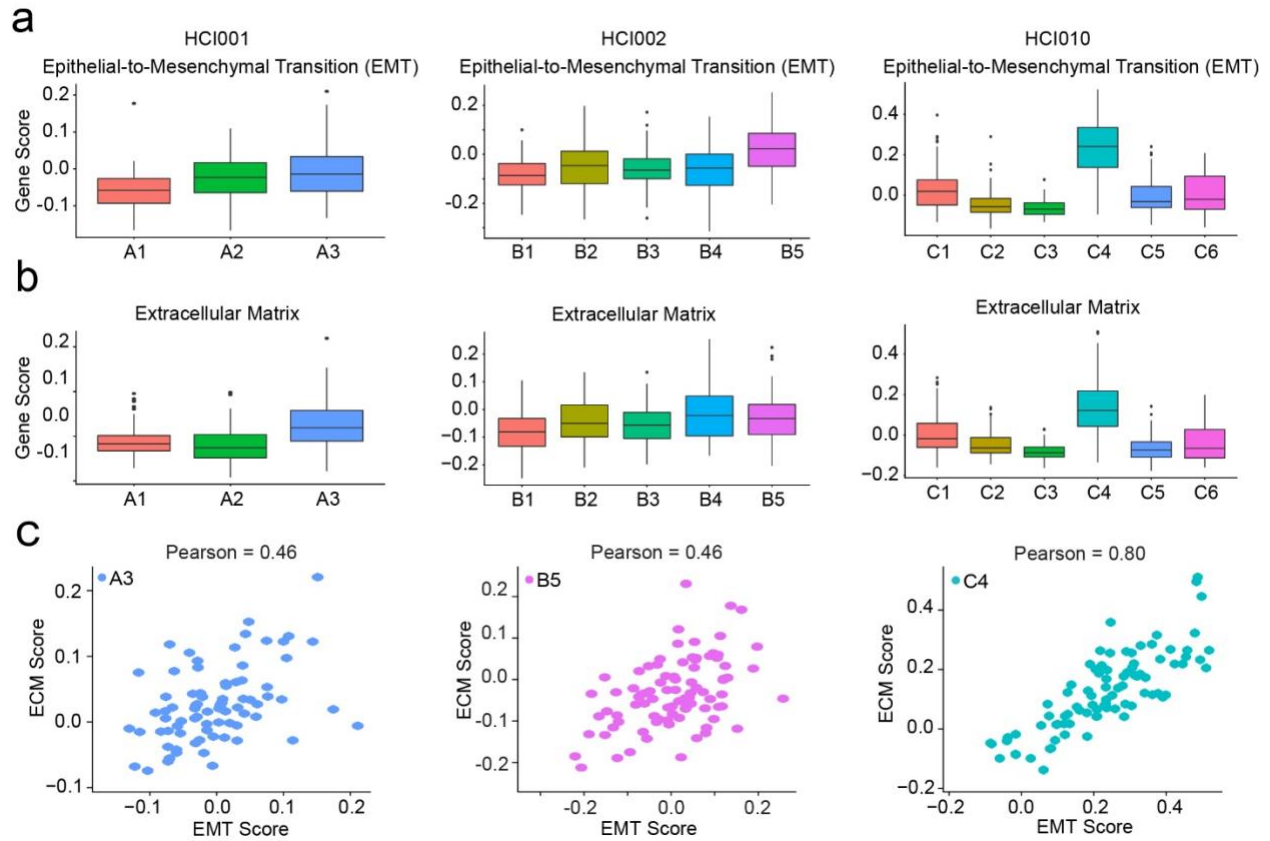 a
HCI001
Epithelial-to-Mesenchymal Transition (EMT)
Gene Score
0.2
0.1
0.0
-0.1
A1 A2 A3
HCI002
Epithelial-to-Mesenchymal Transition (EMT)
0.2
0.0
-0.2
B1 B2 B3 B4 B5
HCI010
Epithelial-to-Mesenchymal Transition (EMT)
0.4
0.2
0.0
C1 C2 C3 C4 C5 C6
b
Extracellular Matrix
Gene Score
0.2
0.1
0.0
-0.1
A1 A2 A3
Extracellular Matrix
0.2
0.1
0.0
−0.1
−0.2
B1 B2 B3 B4 B5
Extracellular Matrix
0.4
0.2
0.0
−0.2
C1 C2 C3 C4 C5 C6
c
Pearson = 0.46
A3
ECM Score
0.2
0.1
0.0
−0.1
−0.1 0.0 0.1 0.2
EMT Score
Pearson = 0.46
B5
ECM Score
0.2
0.1
-0.0
-0.1
-0.2
-0.2 0.0 0.2
EMT Score
Pearson = 0.80
C4
ECM Score
0.4
0.2
0.0
−0.2
−0.2 0.0 0.2 0.4
EMT Score